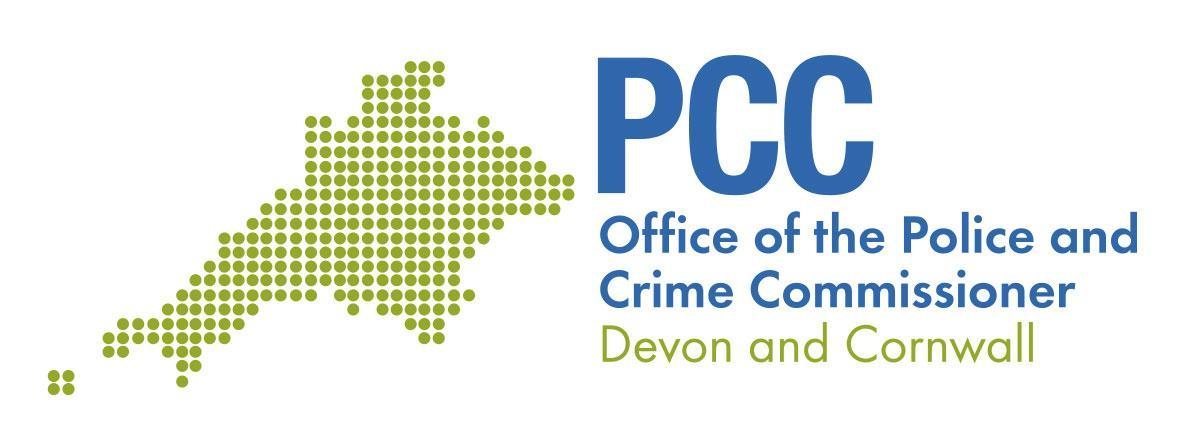 PCC
Office of the Police and
Crime Commissioner
Devon and Cornwall